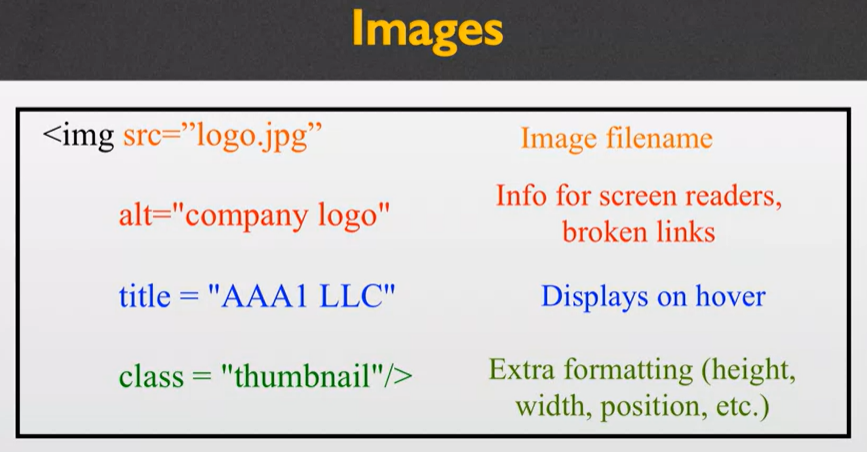 Images
<img src=”logo.jpg” Image filename
alt="company logo" Info for screen readers,
broken links
title = "AAA1 LLC" Displays on hover
class = "thumbnail"/> Extra formatting (height,
width, position, etc.)